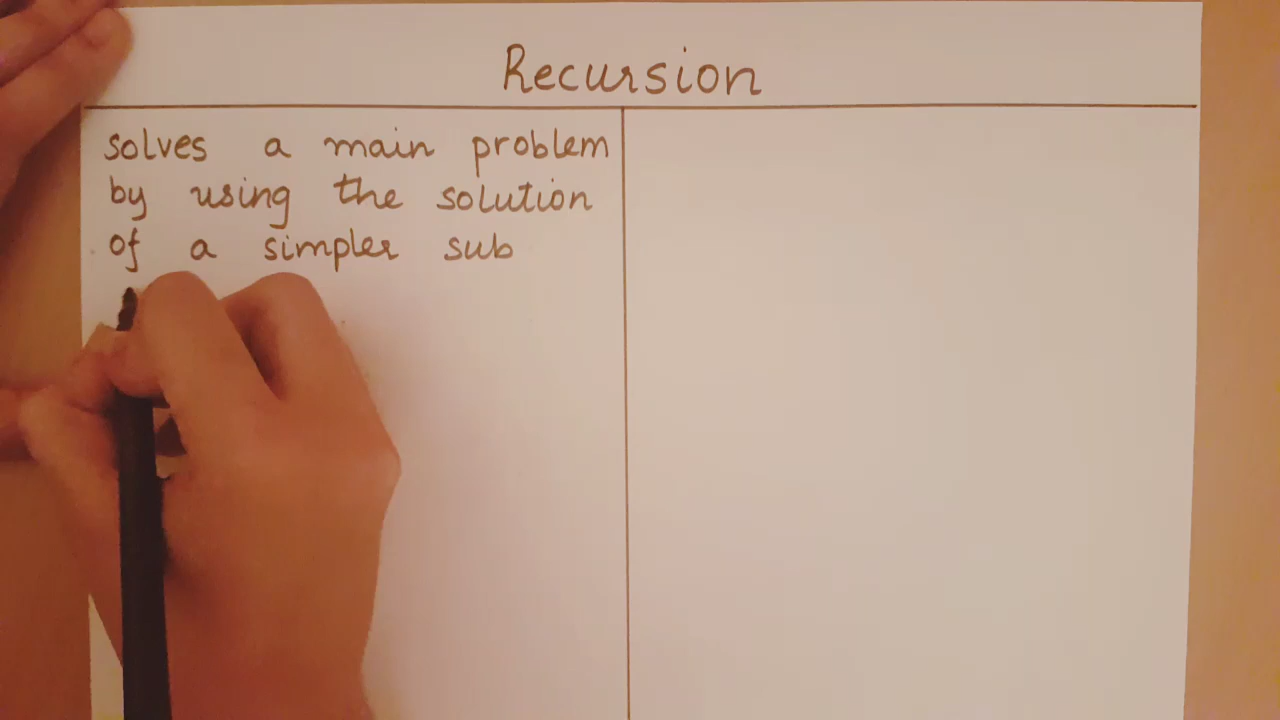 Recursion
solves a main problem
by using the solution
of a simpler sub